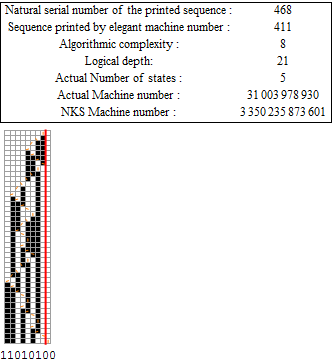 Natural serial number of the printed sequence : 468
Sequence printed by elegant machine number : 411
Algorithmic complexity : 8
Logical depth: 21
Actual Number of states : 5
Actual Machine number : 31 003 978 930
NKS Machine number : 3 350 235 873 601
11010100